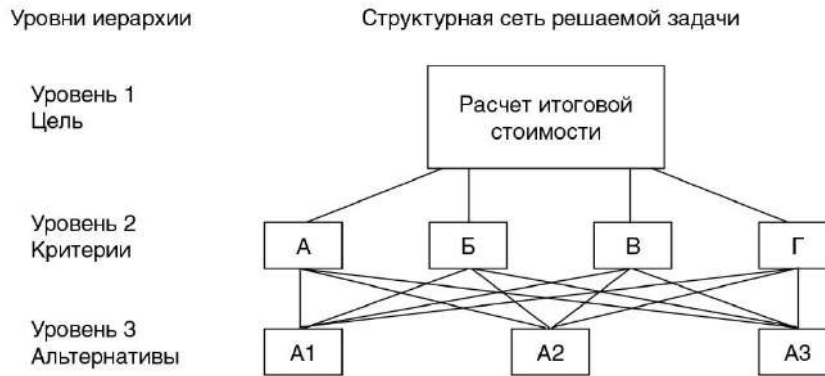 Уровни иерархии
Структурная сеть решаемой задачи
Уровень 1
Цель
Расчет итоговой
стоимости
Уровень 2
Критерии
А
Б
В
Г
Уровень 3
Альтернативы
А1
А2
А3